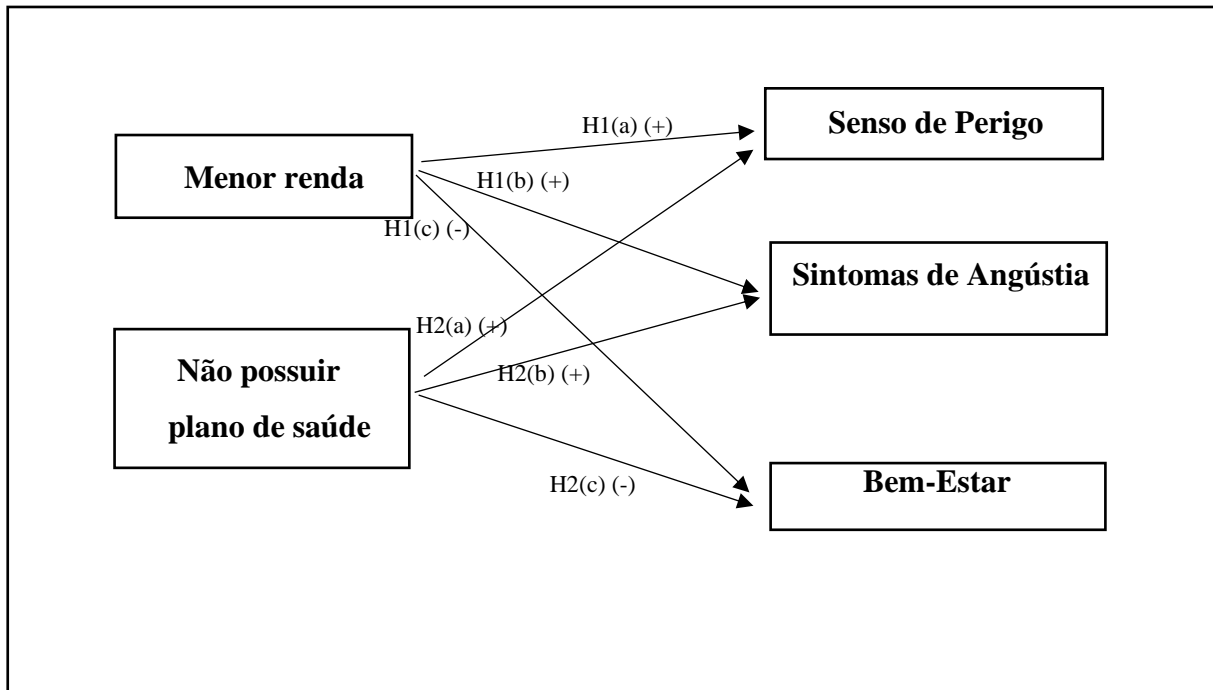 Senso de Perigo
H1(a) (+)
Menor renda
H1(b) (+)
H1(c) (-)
Sintomas de Angústia
H2(a) (+)
Não possuir
plano de saúde
H2(b) (+)
Bem-Estar
H2(c) (-)